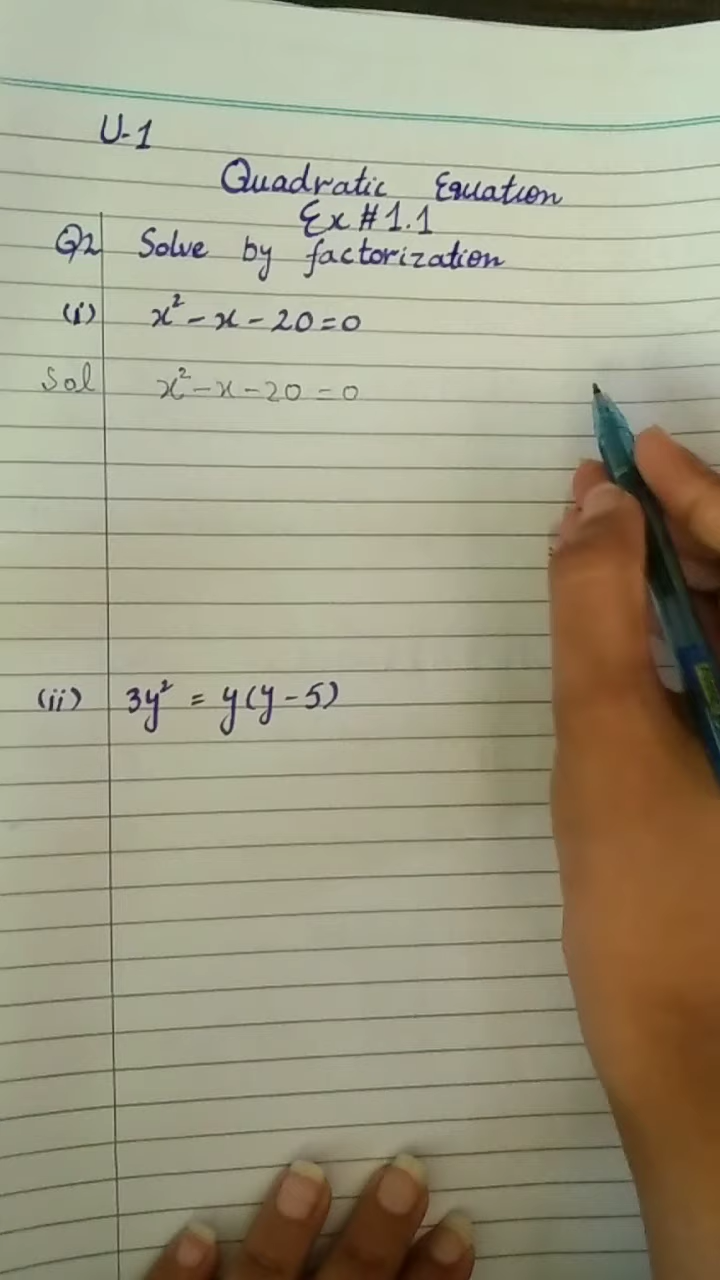 U-1
Quadratic Equation
Ex # 1.1
Q2 Solve by factorization
(i) x² - x - 20 = 0
Sol x² - x - 20 = 0
(ii) 3y² = y(y - 5)